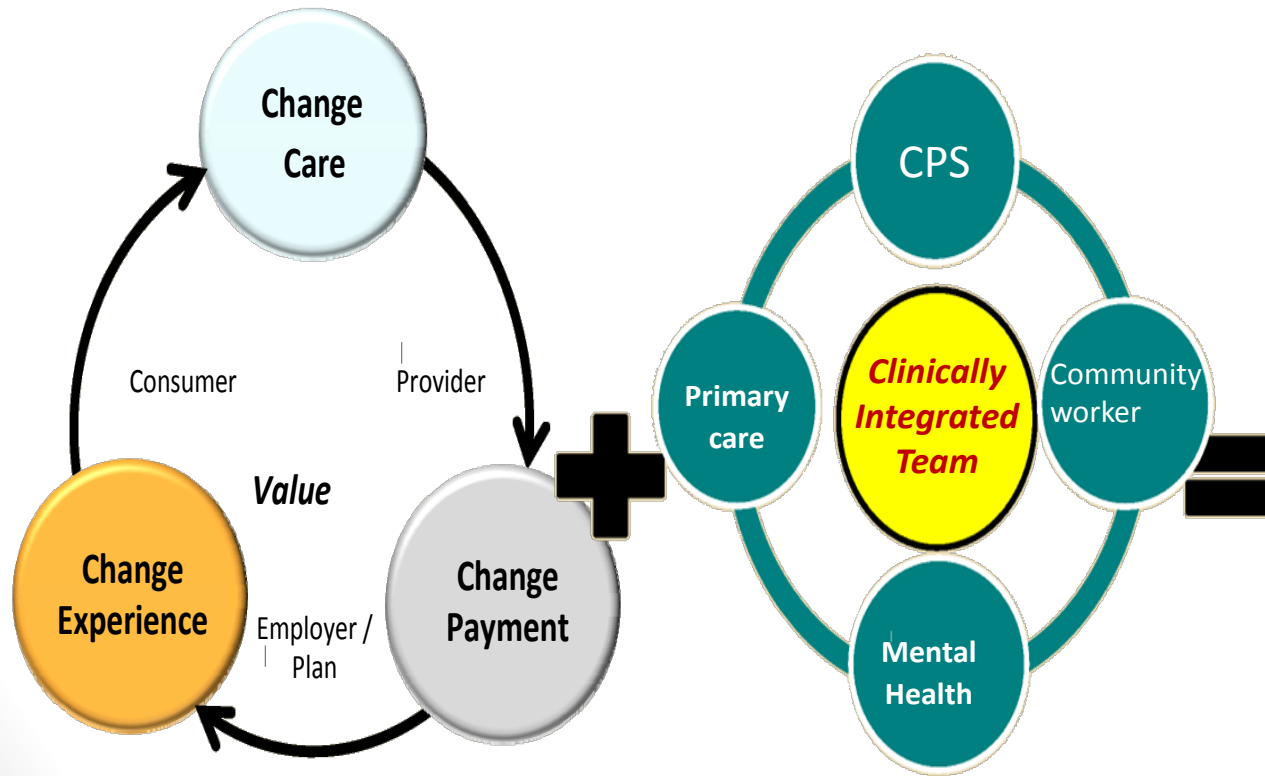 Change
Care
Consumer
Provider
Value
Change
Experience
Employer /
Plan
Change
Payment
CPS
Primary
care
Clinically
Integrated
Team
Community
worker
Mental
Health